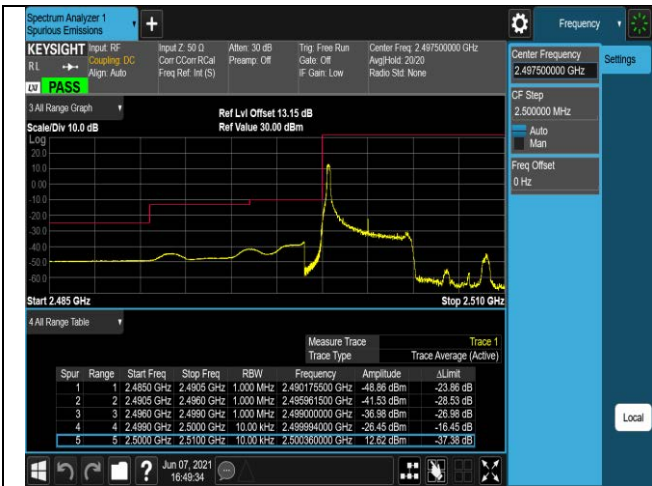 Spectrum Analyzer 1
Spurious Emissions
+
Frequency
KEYSIGHT Input: RF Input Z: 50 Ω Atten: 30 dB Trig: Free Run Center Freq: 2.497500000 GHz
RL Coupling: DC Corr CCorr RCal Preamp: Off Gate: Off Avg|Hold: 20/20
Align: Auto Freq Ref: Int (S) IF Gain: Low Radio Std: None
LXI PASS
Center Frequency
2.497500000 GHz
Settings
CF Step
2.500000 MHz
Auto
Man
Freq Offset
0 Hz
Local
3 All Range Graph
Ref Lvl Offset 13.15 dB
Scale/Div 10.0 dB Ref Value 30.00 dBm
Log
20.0
10.0
0.00
-10.0
-20.0
-30.0
-40.0
-50.0
-60.0
Start 2.485 GHz Stop 2.510 GHz
4 All Range Table
Measure Trace Trace 1
Trace Type Trace Average (Active)
Spur Range Start Freq Stop Freq RBW Frequency Amplitude ΔLimit
1 1 2.4850 GHz 2.4905 GHz 1.000 MHz 2.490175500 GHz -48.86 dBm -23.86 dB
2 2 2.4905 GHz 2.4960 GHz 1.000 MHz 2.495961500 GHz -41.53 dBm -28.53 dB
3 3 2.4960 GHz 2.4990 GHz 1.000 MHz 2.499000000 GHz -36.98 dBm -26.98 dB
4 4 2.4990 GHz 2.5000 GHz 10.00 kHz 2.499994000 GHz -26.45 dBm -16.45 dB
5 5 2.5000 GHz 2.5100 GHz 10.00 kHz 2.500360000 GHz 12.62 dBm -37.38 dB
? Jun 07, 2021
16:49:34